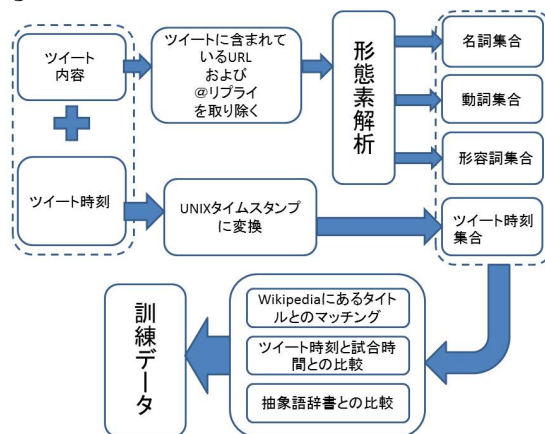 ツイート
内容
ツイートに含まれて
いるURL
および
@リプライ
を取り除く
形態素解析
名詞集合
動詞集合
形容詞集合
ツイート時刻
UNIXタイムスタンプ
に変換
ツイート時刻
集合
Wikipediaにあるタイト
ルとのマッチング
ツイート時刻と試合時
間との比較
抽象語辞書との比較
訓練データ